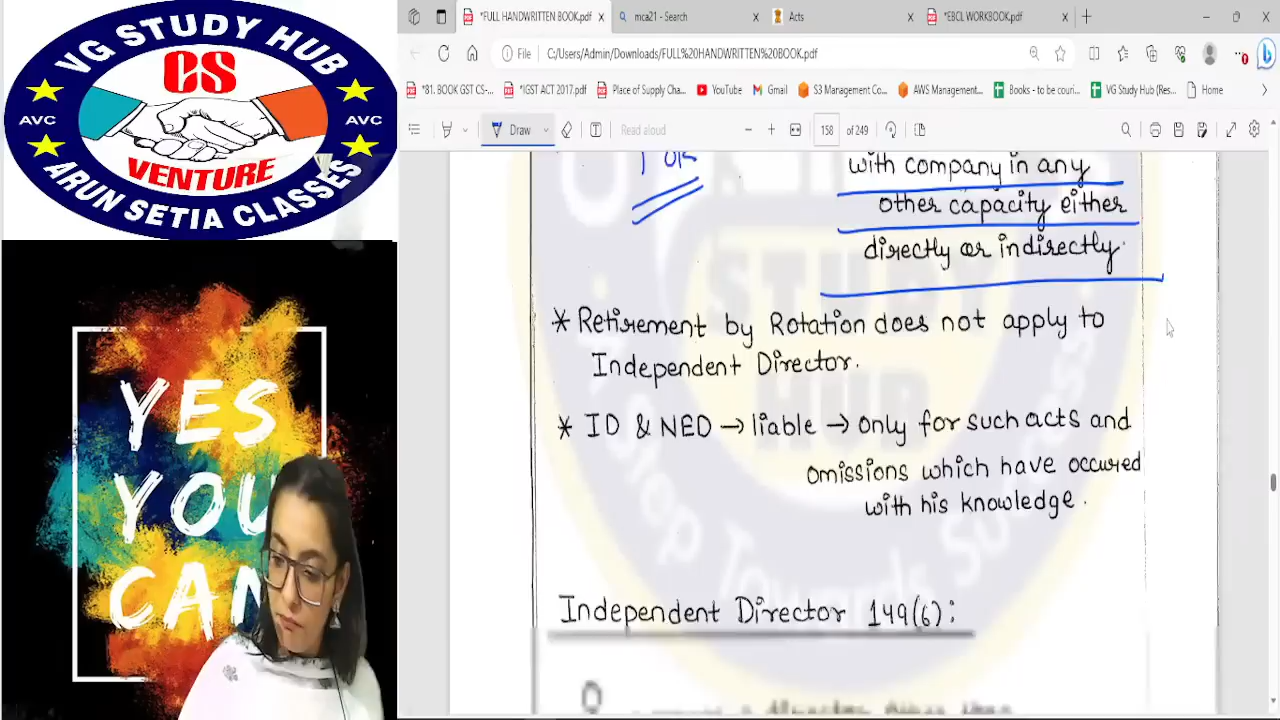 VG STUDY HUB
CS
AVC
AVC
VENTURE
ARUN SETIA CLASSES
YES
YOU
CAN
*FULL HANDWRITTEN BOOK.pdf
mca21 - Search
Acts
*EBCL WORKBOOK.pdf
File
C:/Users/Admin/Downloads/FULL%20HANDWRITTEN%20BOOK.pdf
*81. BOOK GST CS-...
*IGST ACT 2017.pdf
Place of Supply Cha...
YouTube
Gmail
S3 Management Co...
AWS Management...
Books - to be couri...
VG Study Hub (Res...
Home
Draw
Read aloud
158
of 249
with company in any
other capacity either
directly or indirectly.
* Retirement by Rotation does not apply to
Independent Director.
* ID & NED → liable → only for such acts and
omissions which have occured
with his knowledge.
Independent Director 149(6):